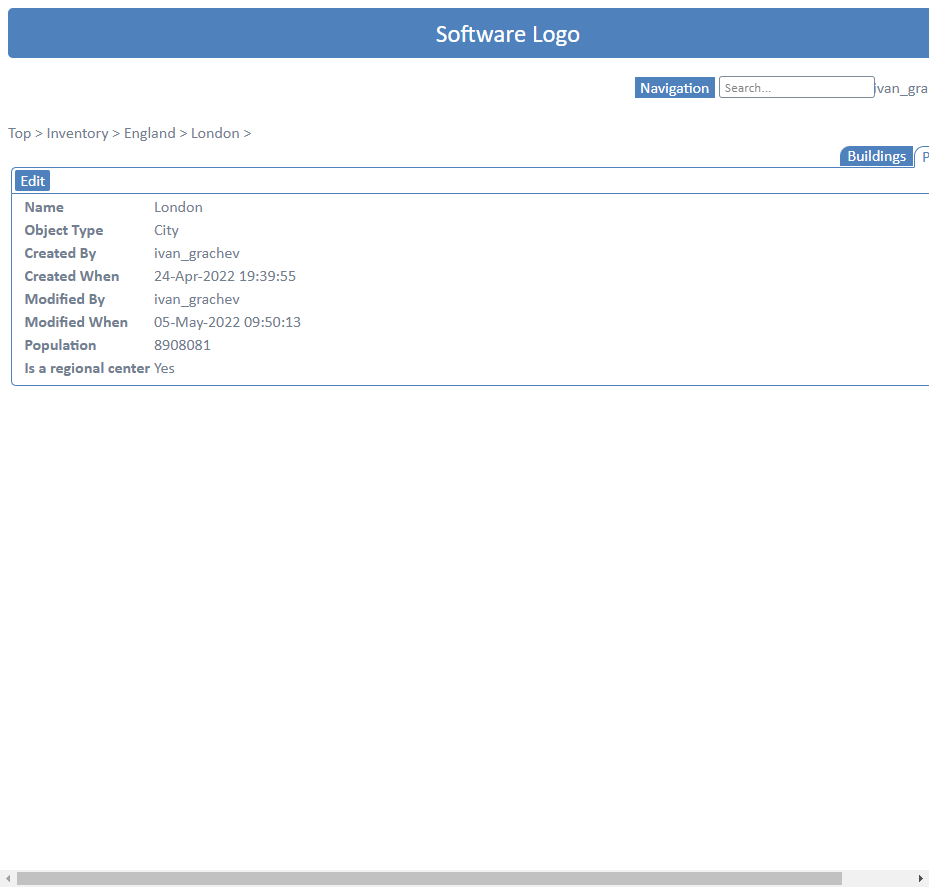 Software Logo
Navigation Search... ivan_gra
Top > Inventory > England > London >
Buildings P
Edit
Name London
Object Type City
Created By ivan_grachev
Created When 24-Apr-2022 19:39:55
Modified By ivan_grachev
Modified When 05-May-2022 09:50:13
Population 8908081
Is a regional center Yes